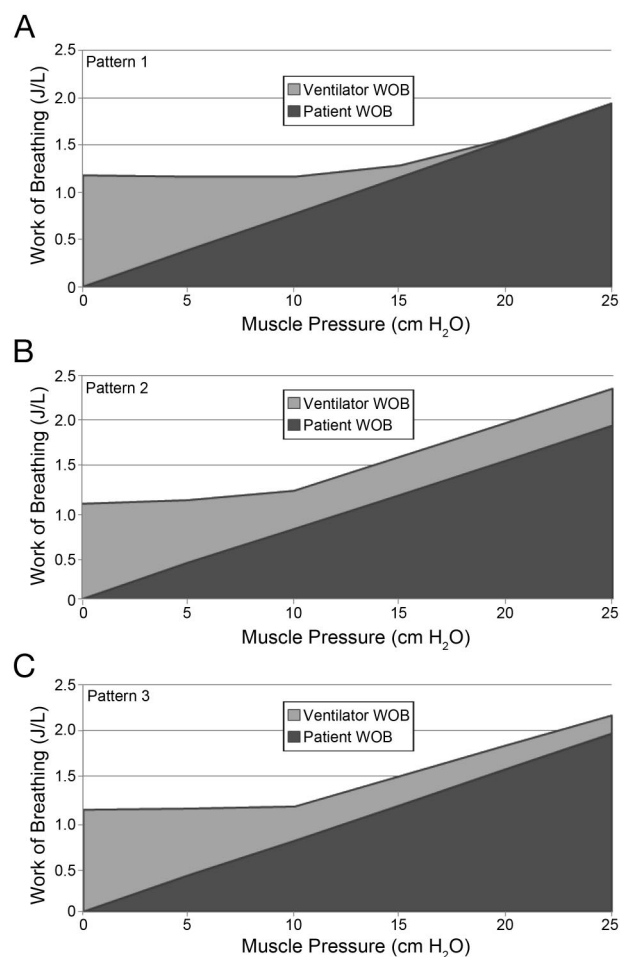 A
Pattern 1
Work of Breathing (J/L)
2.5
2.0
1.5
1.0
0.5
0
Ventilator WOB
Patient WOB
0 5 10 15 20 25
Muscle Pressure (cm H₂O)
B
Pattern 2
Work of Breathing (J/L)
2.5
2.0
1.5
1.0
0.5
0
Ventilator WOB
Patient WOB
0 5 10 15 20 25
Muscle Pressure (cm H₂O)
C
Pattern 3
Work of Breathing (J/L)
2.5
2.0
1.5
1.0
0.5
0
Ventilator WOB
Patient WOB
0 5 10 15 20 25
Muscle Pressure (cm H₂O)